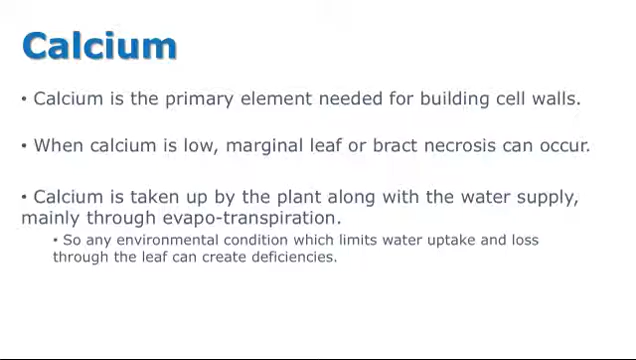 Calcium
• Calcium is the primary element needed for building cell walls.
• When calcium is low, marginal leaf or bract necrosis can occur.
• Calcium is taken up by the plant along with the water supply,
mainly through evapo-transpiration.
• So any environmental condition which limits water uptake and loss
through the leaf can create deficiencies.